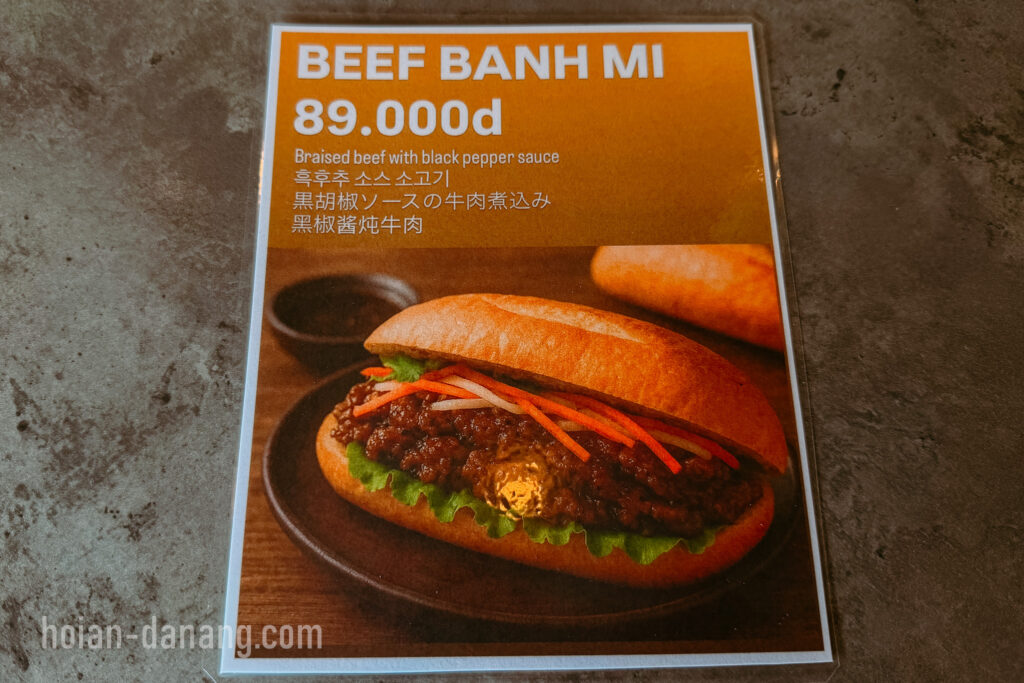 BEEF BANH MI
89.000d
Braised beef with black pepper sauce
흑후추 소스 소고기
黒胡椒ソースの牛肉煮込み
黑椒酱炖牛肉
hoian-danang.com